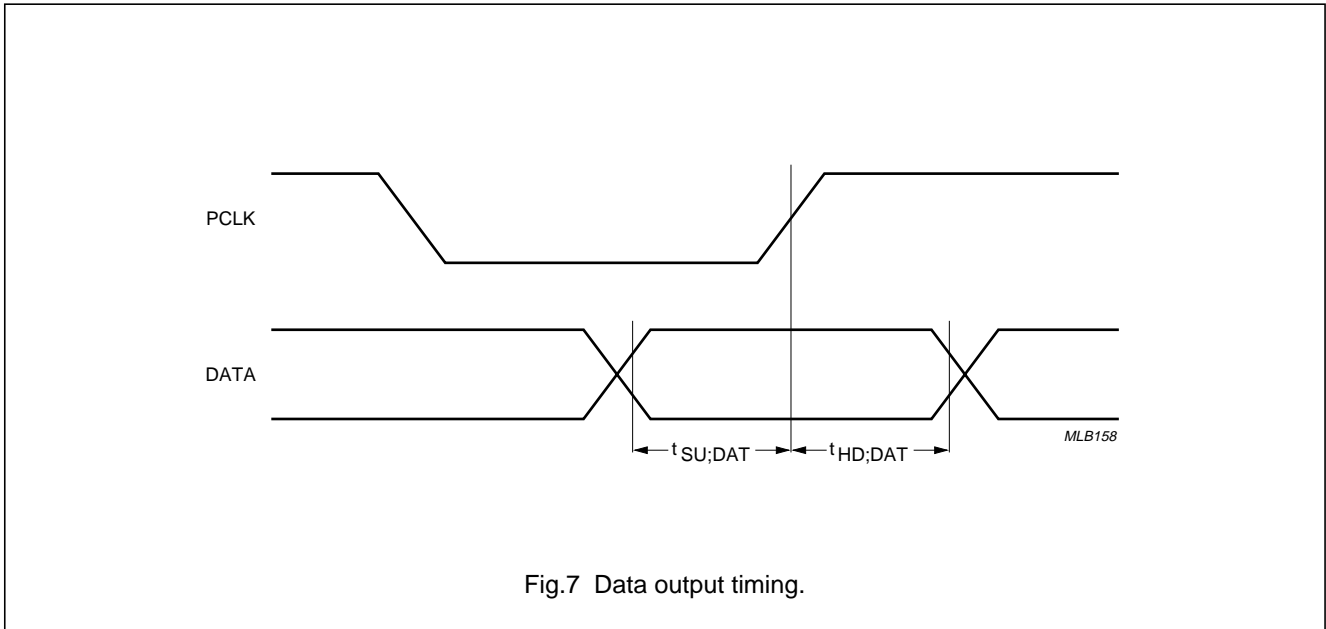 PCLK
DATA
MLB158
t SU;DAT
t HD;DAT
Fig.7 Data output timing.